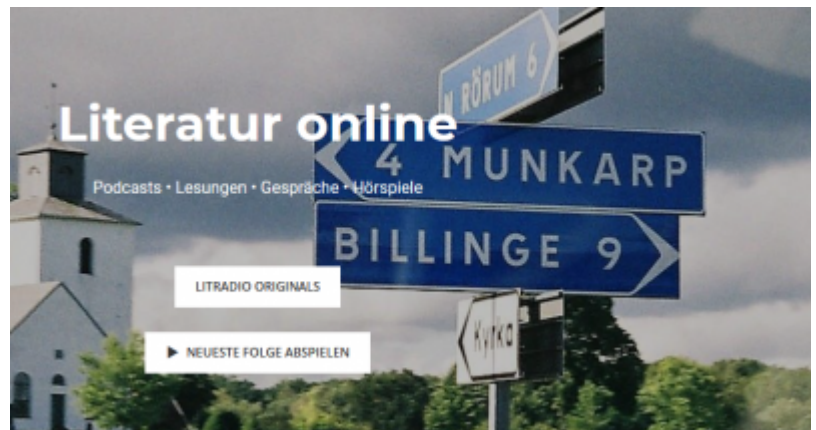 Literatur online
Podcasts • Lesungen • Gespräche • Hörspiele
LITRADIO ORIGINALS
NEUESTE FOLGE ABSPIELEN
N RÖRUM 6
4 MUNKARP
BILLINGE 9
Kyrka